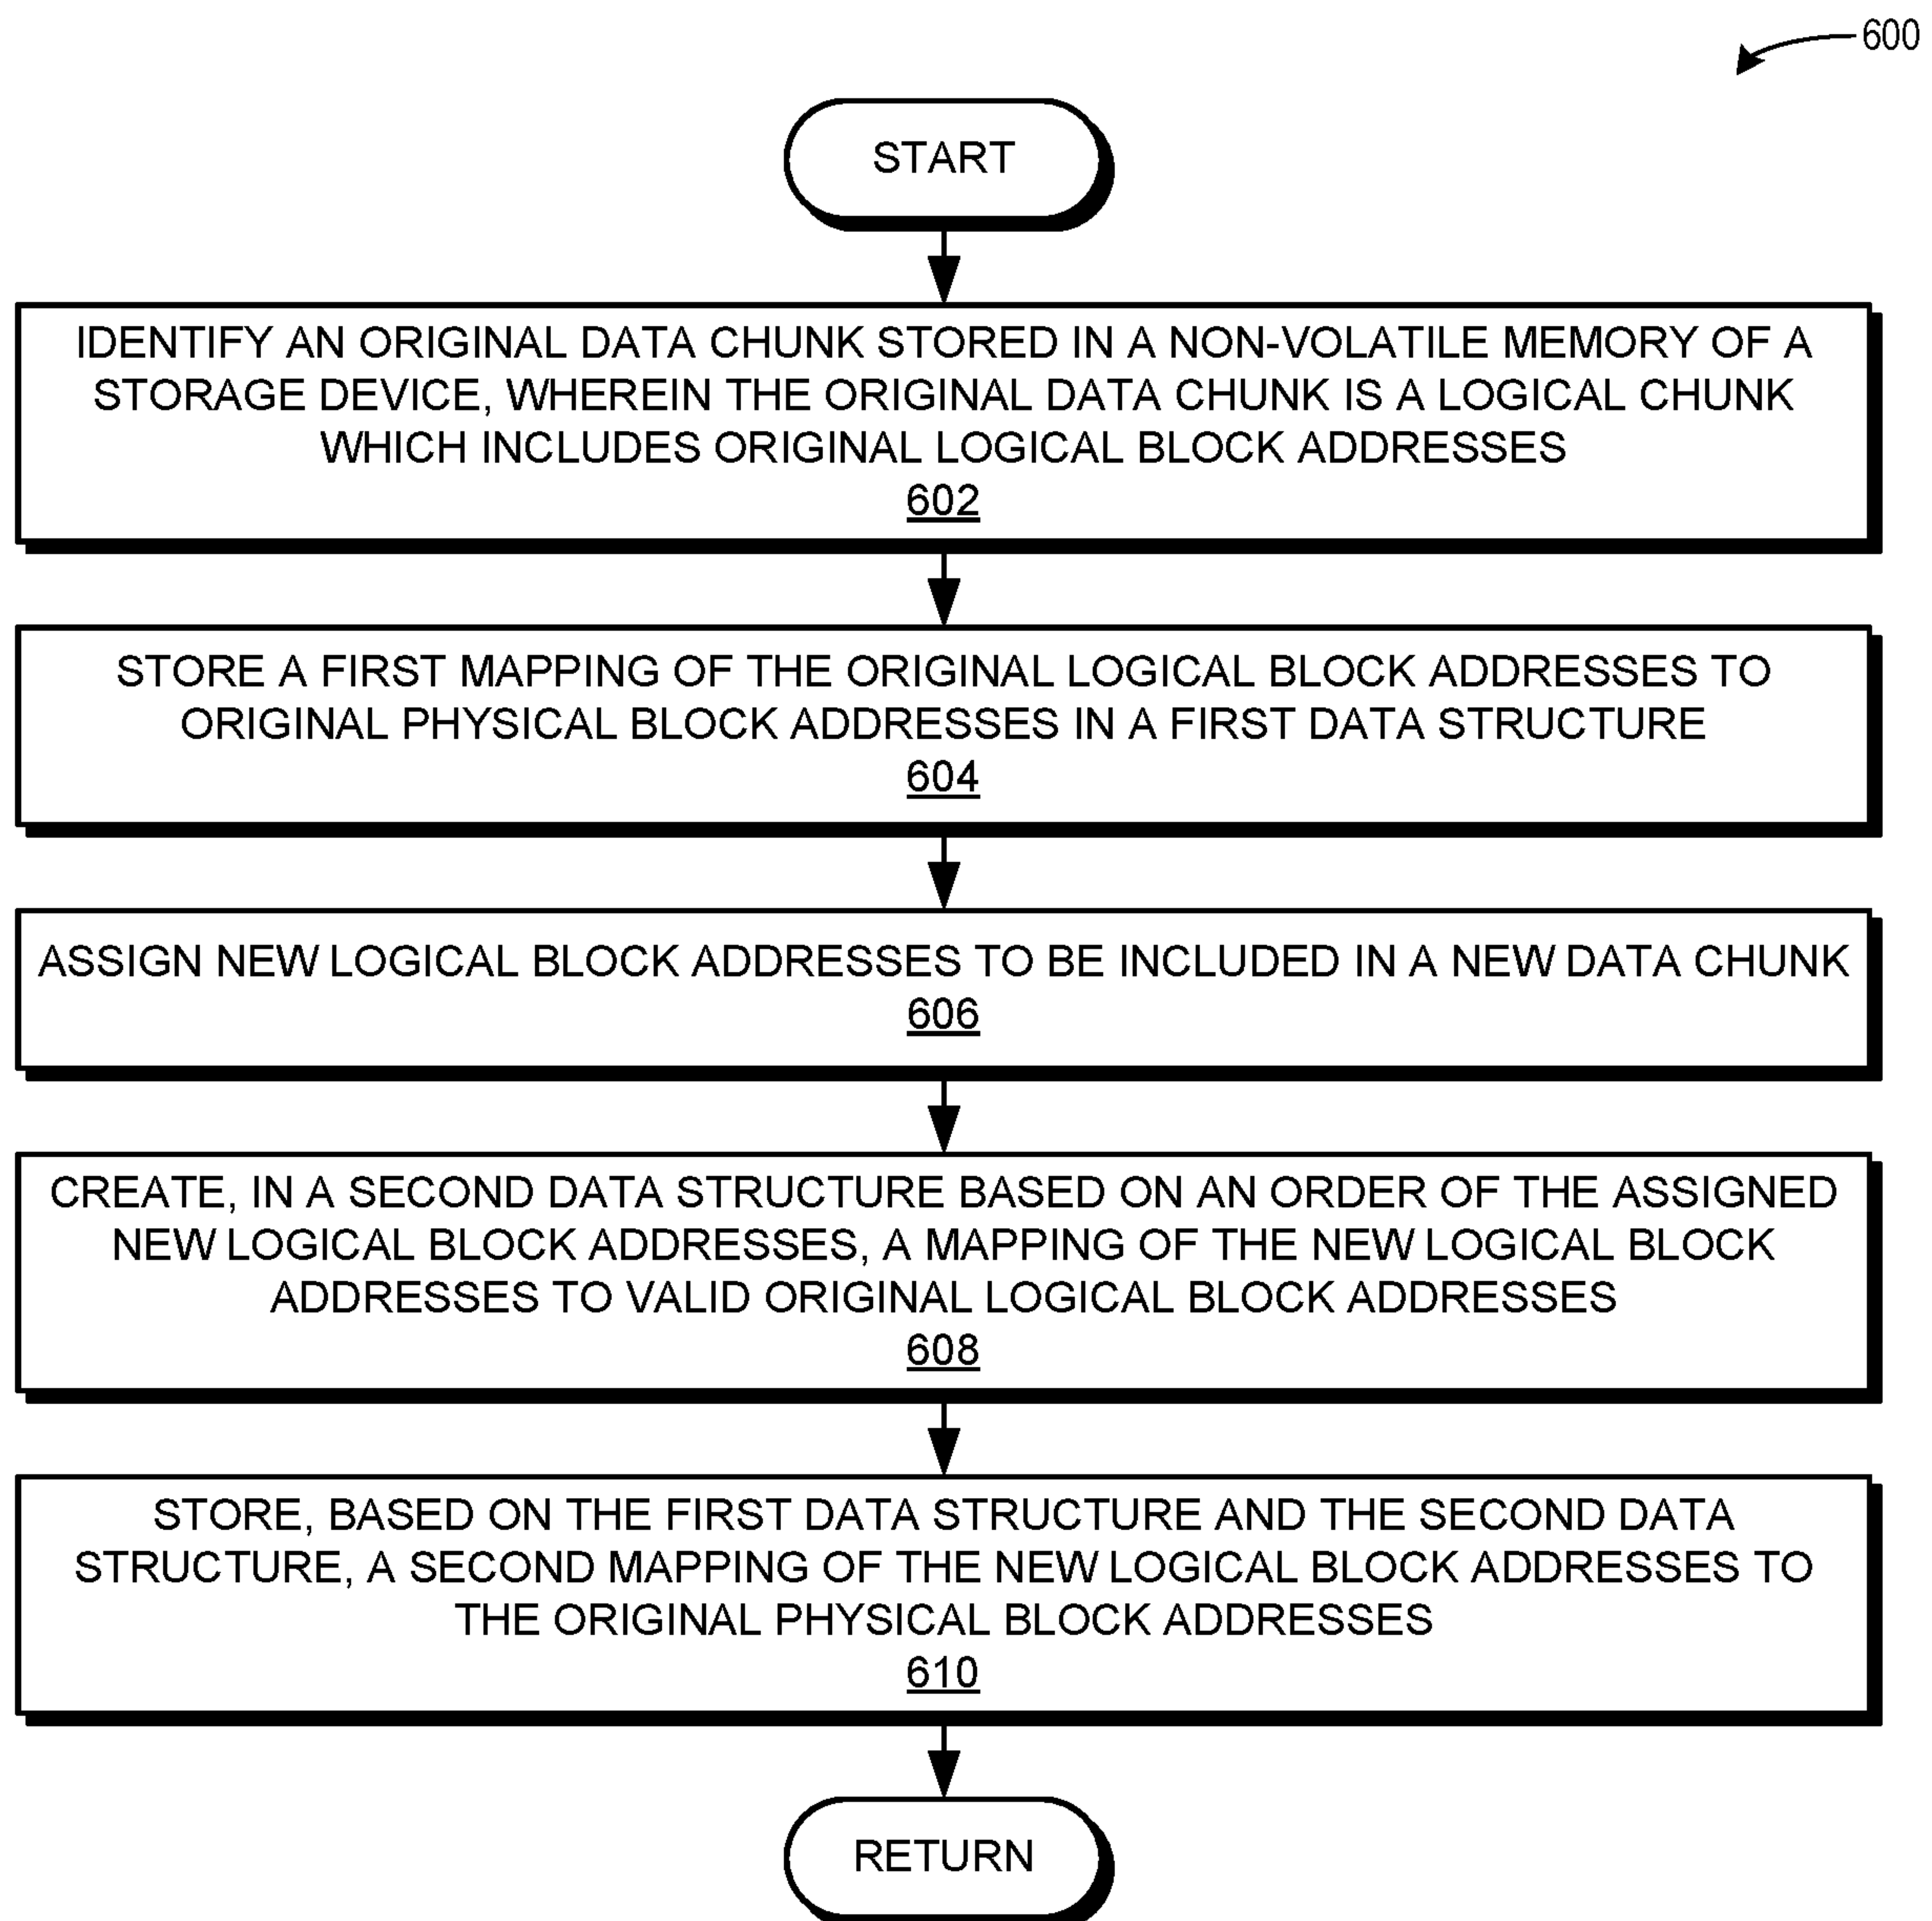 600
START
IDENTIFY AN ORIGINAL DATA CHUNK STORED IN A NON-VOLATILE MEMORY OF A
STORAGE DEVICE, WHEREIN THE ORIGINAL DATA CHUNK IS A LOGICAL CHUNK
WHICH INCLUDES ORIGINAL LOGICAL BLOCK ADDRESSES
602
STORE A FIRST MAPPING OF THE ORIGINAL LOGICAL BLOCK ADDRESSES TO
ORIGINAL PHYSICAL BLOCK ADDRESSES IN A FIRST DATA STRUCTURE
604
ASSIGN NEW LOGICAL BLOCK ADDRESSES TO BE INCLUDED IN A NEW DATA CHUNK
606
CREATE, IN A SECOND DATA STRUCTURE BASED ON AN ORDER OF THE ASSIGNED
NEW LOGICAL BLOCK ADDRESSES, A MAPPING OF THE NEW LOGICAL BLOCK
ADDRESSES TO VALID ORIGINAL LOGICAL BLOCK ADDRESSES
608
STORE, BASED ON THE FIRST DATA STRUCTURE AND THE SECOND DATA
STRUCTURE, A SECOND MAPPING OF THE NEW LOGICAL BLOCK ADDRESSES TO
THE ORIGINAL PHYSICAL BLOCK ADDRESSES
610
RETURN